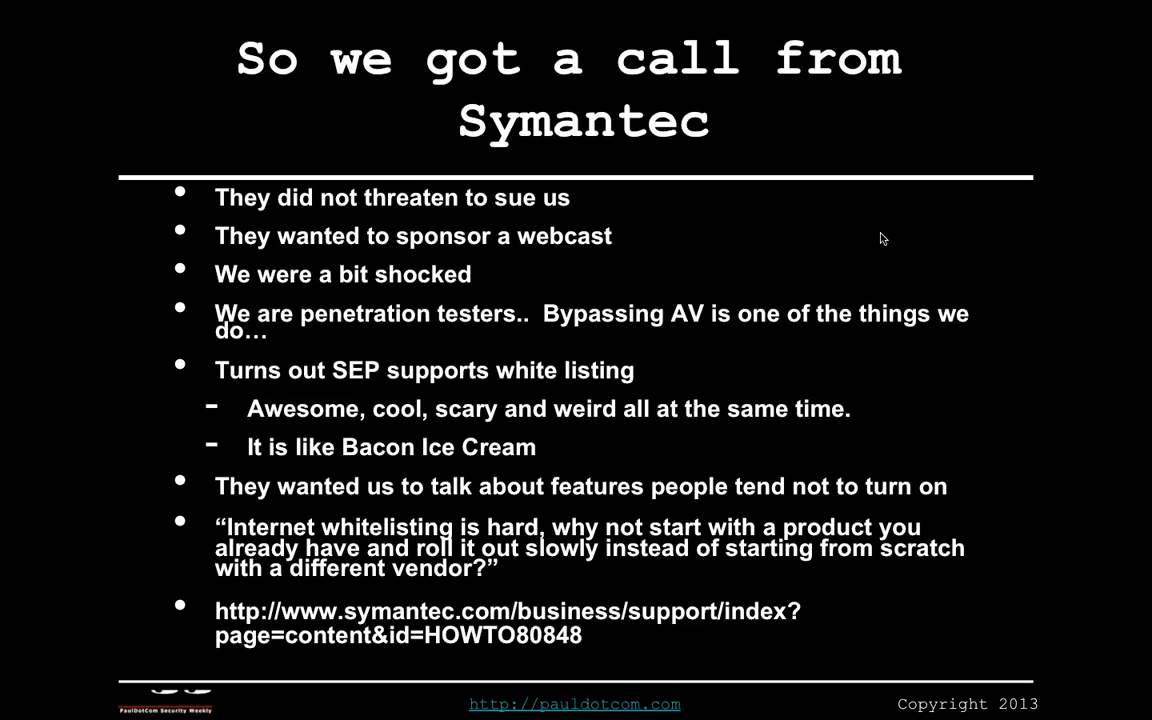 So we got a call from
Symantec
• They did not threaten to sue us
• They wanted to sponsor a webcast
• We were a bit shocked
• We are penetration testers..  Bypassing AV is one of the things we
do…
• Turns out SEP supports white listing
- Awesome, cool, scary and weird all at the same time.
- It is like Bacon Ice Cream
• They wanted us to talk about features people tend not to turn on
• “Internet whitelisting is hard, why not start with a product you
already have and roll it out slowly instead of starting from scratch
with a different vendor?”
• http://www.symantec.com/business/support/index?
page=content&id=HOWTO80848
PaulDotCom Security Weekly
http://pauldotcom.com
Copyright 2013